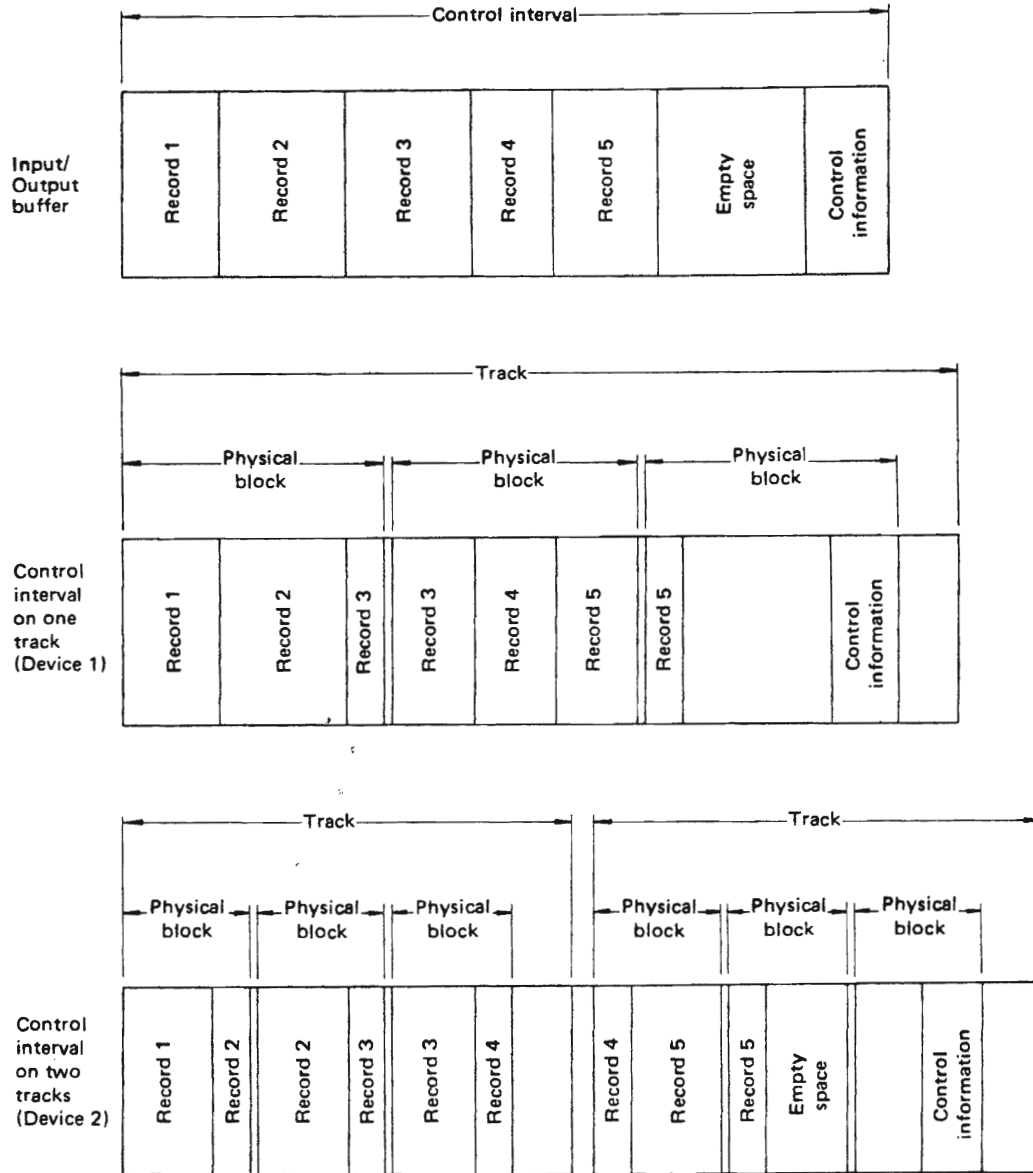 Control interval
Input/
Output
buffer
Record 1
Record 2
Record 3
Record 4
Record 5
Empty
space
Control
information
Track
Physical
block
Physical
block
Physical
block
Control
interval
on one
track
(Device 1)
Record 1
Record 2
Record 3
Record 3
Record 4
Record 5
Record 5
Control
information
Track
Track
Physical
block
Physical
block
Physical
block
Physical
block
Physical
block
Physical
block
Control
interval
on two
tracks
(Device 2)
Record 1
Record 2
Record 2
Record 3
Record 3
Record 4
Record 4
Record 5
Record 5
Empty
space
Control
information